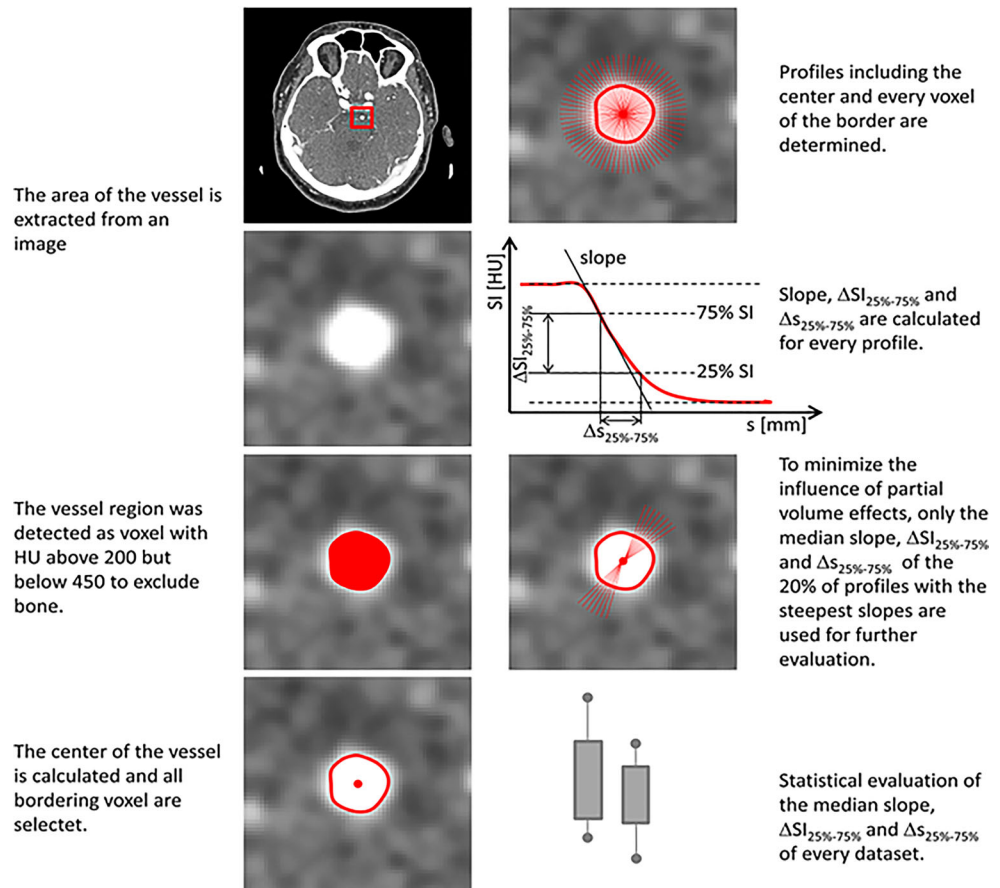 The area of the vessel is
extracted from an
image
The vessel region was
detected as voxel with
HU above 200 but
below 450 to exclude
bone.
The center of the vessel
is calculated and all
bordering voxel are
selectet.
Profiles including the
center and every voxel
of the border are
determined.
SI [HU]
slope
75% SI
25% SI
ΔSI25%-75%
Δs25%-75%
s [mm]
Slope, ΔSI25%-75% and
Δs25%-75% are calculated
for every profile.
To minimize the
influence of partial
volume effects, only the
median slope, ΔSI25%-75%
and Δs25%-75% of the
20% of profiles with the
steepest slopes are
used for further
evaluation.
Statistical evaluation of
the median slope,
ΔSI25%-75% and Δs25%-75%
of every dataset.